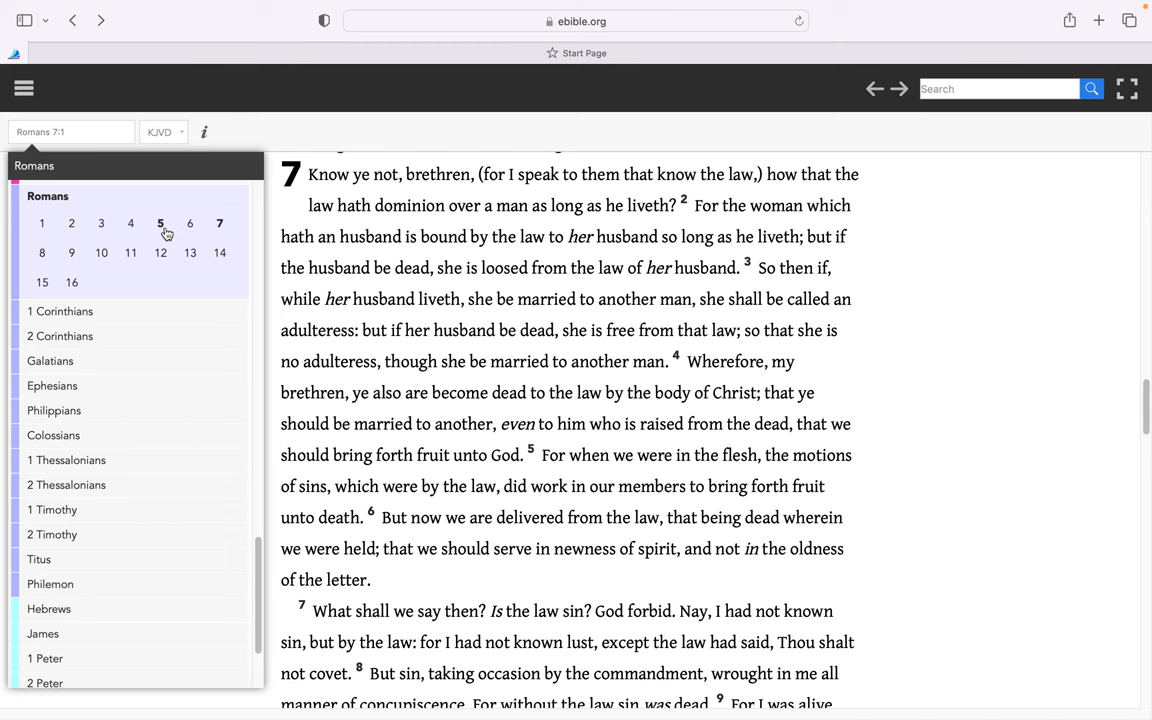 ebible.org
Start Page
Search
Romans 7:1
KJVD
i
Romans
Romans
1 2 3 4 5 6 7
8 9 10 11 12 13 14
15 16
1 Corinthians
2 Corinthians
Galatians
Ephesians
Philippians
Colossians
1 Thessalonians
2 Thessalonians
1 Timothy
2 Timothy
Titus
Philemon
Hebrews
James
1 Peter
2 Peter
7 Know ye not, brethren, (for I speak to them that know the law,) how that the
law hath dominion over a man as long as he liveth? 2 For the woman which
hath an husband is bound by the law to her husband so long as he liveth; but if
the husband be dead, she is loosed from the law of her husband. 3 So then if,
while her husband liveth, she be married to another man, she shall be called an
adulteress: but if her husband be dead, she is free from that law; so that she is
no adulteress, though she be married to another man. 4 Wherefore, my
brethren, ye also are become dead to the law by the body of Christ; that ye
should be married to another, even to him who is raised from the dead, that we
should bring forth fruit unto God. 5 For when we were in the flesh, the motions
of sins, which were by the law, did work in our members to bring forth fruit
unto death. 6 But now we are delivered from the law, that being dead wherein
we were held; that we should serve in newness of spirit, and not in the oldness
of the letter.
7 What shall we say then? Is the law sin? God forbid. Nay, I had not known
sin, but by the law: for I had not known lust, except the law had said, Thou shalt
not covet. 8 But sin, taking occasion by the commandment, wrought in me all
manner of concupiscence. For without the law sin was dead. 9 For I was alive